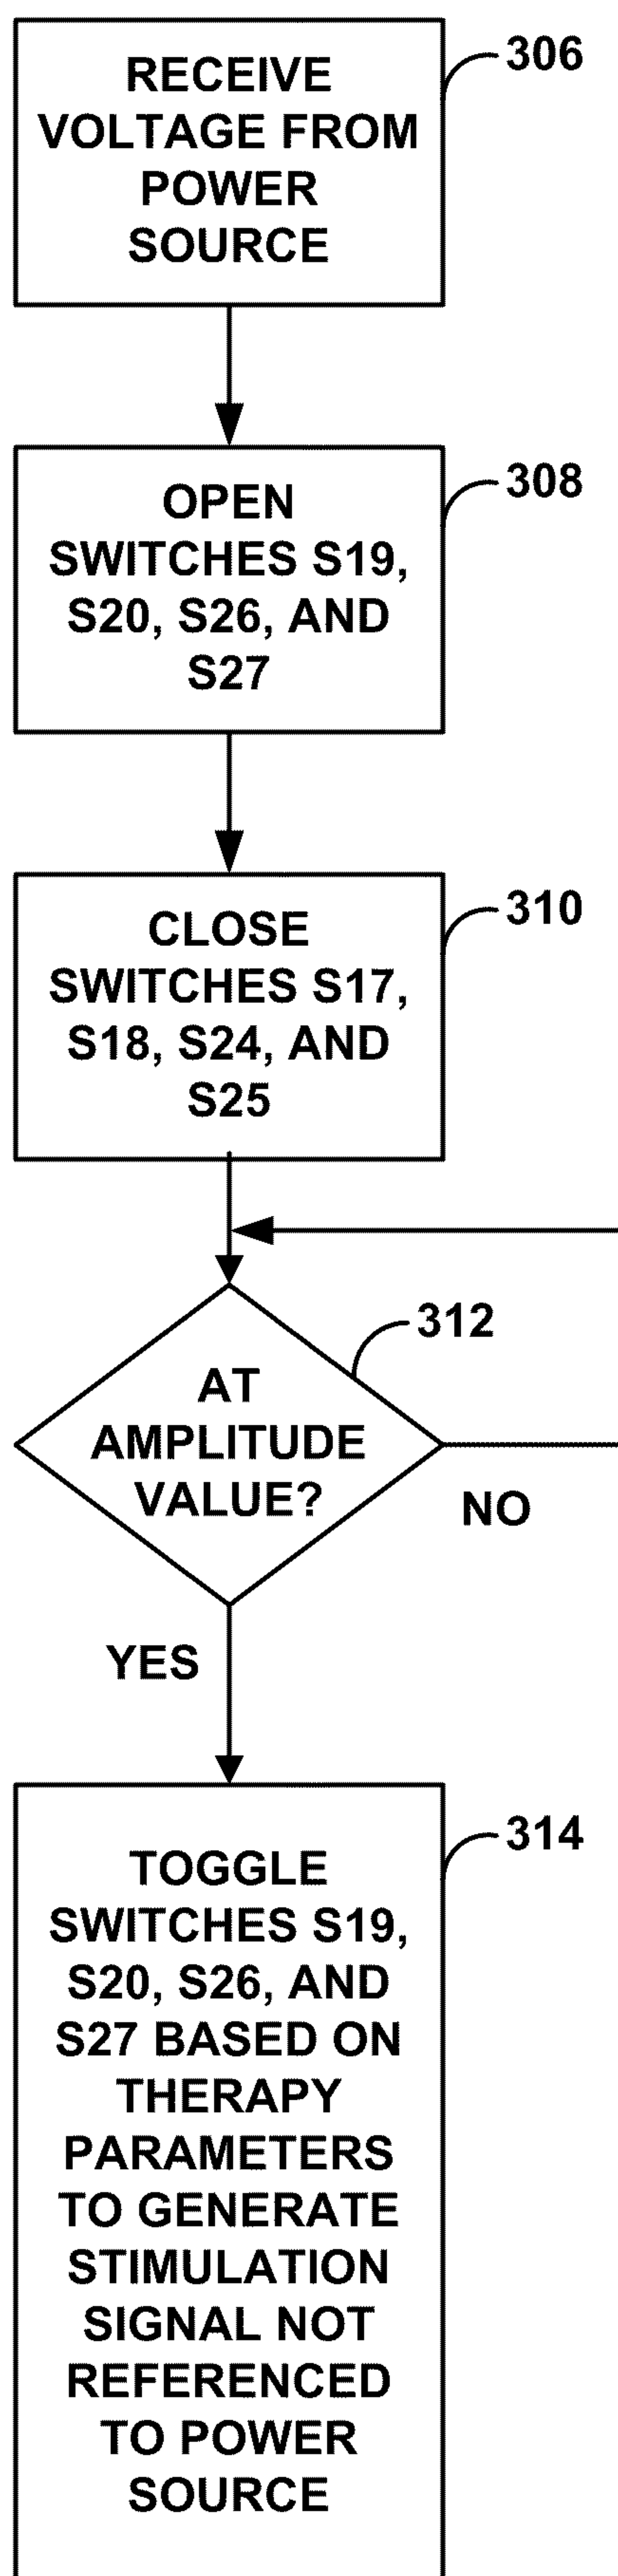 RECEIVE
VOLTAGE FROM
POWER
SOURCE
306
OPEN
SWITCHES S19,
S20, S26, AND
S27
308
CLOSE
SWITCHES S17,
S18, S24, AND
S25
310
AT
AMPLITUDE
VALUE?
312
NO
YES
TOGGLE
SWITCHES S19,
S20, S26, AND
S27 BASED ON
THERAPY
PARAMETERS
TO GENERATE
STIMULATION
SIGNAL NOT
REFERENCED
TO POWER
SOURCE
314